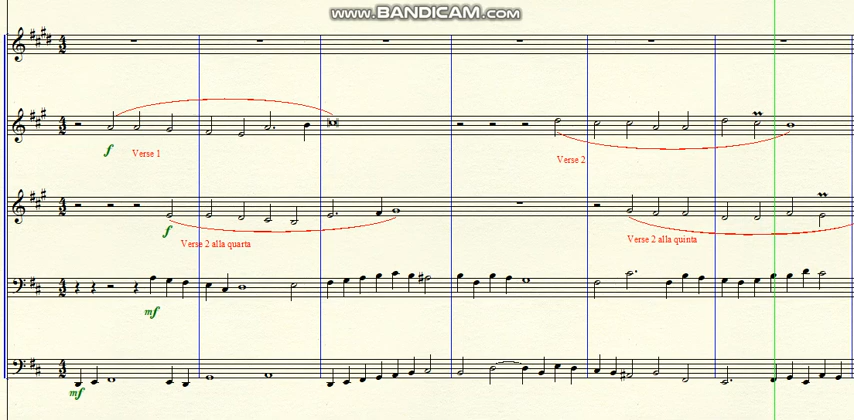 www.BANDICAM.com
f
Verse 1
Verse 2
f
Verse 2 alla quarta
Verse 2 alla quinta
mf
mf